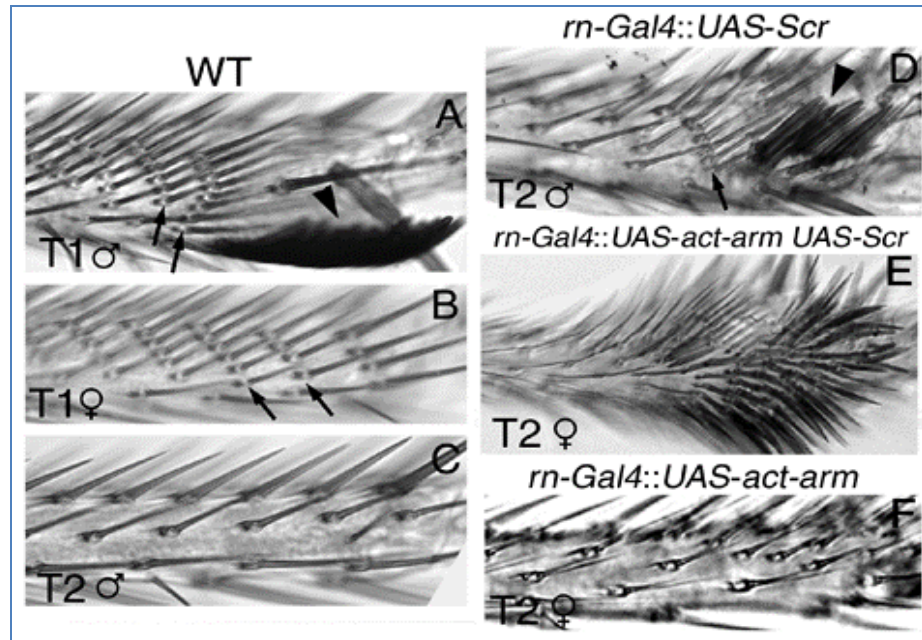 WT
A
T1♂
B
T1♀
C
T2♂
rn-Gal4::UAS-Scr
D
T2♂
rn-Gal4::UAS-act-arm UAS-Scr
E
T2♀
rn-Gal4::UAS-act-arm
F
T2♀